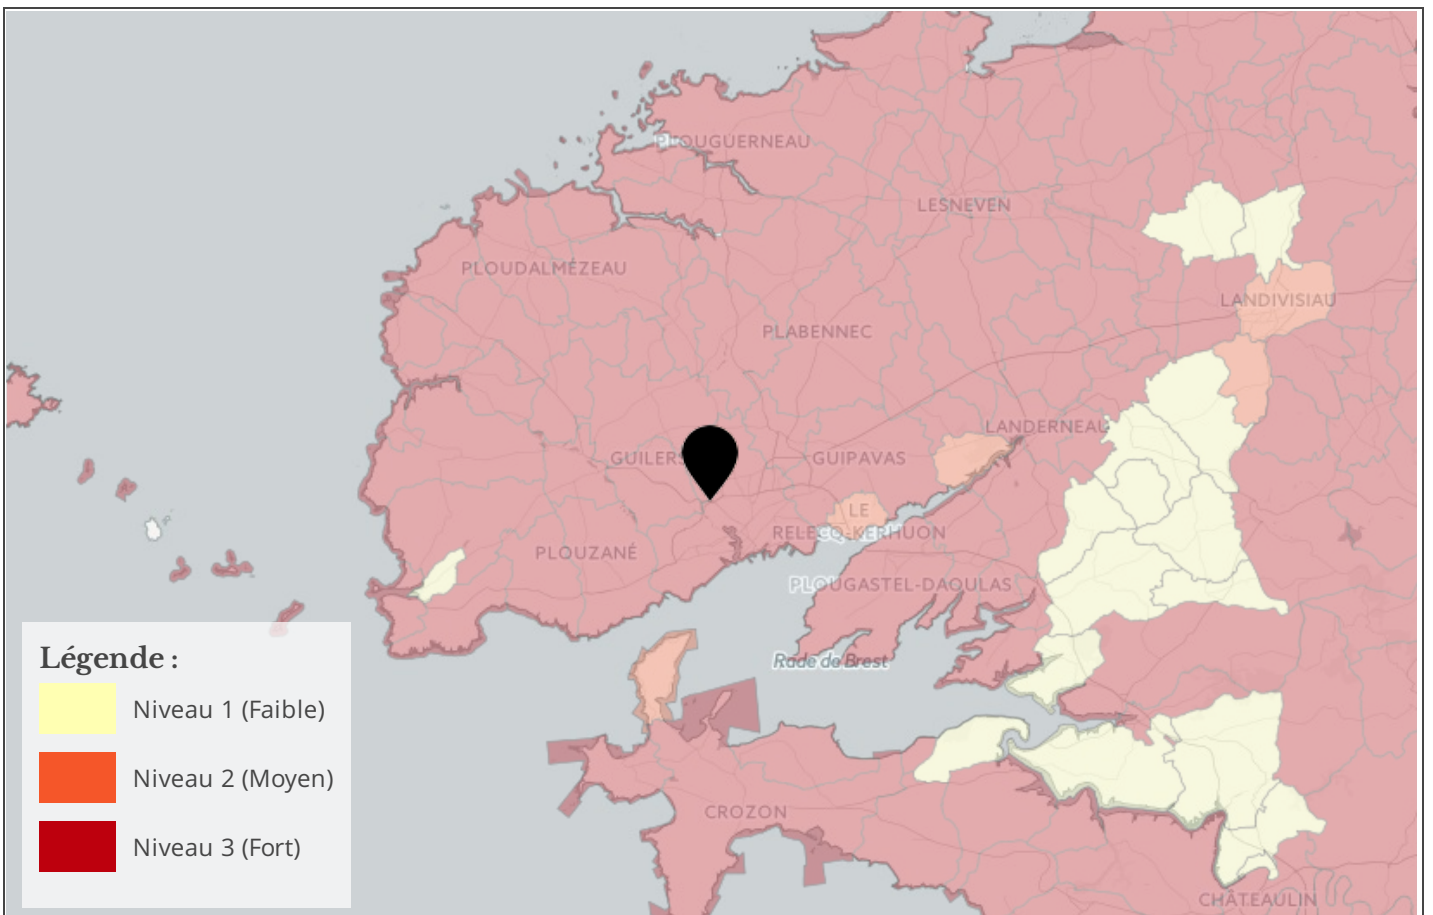 PLOUGUERNEAU
LESNEVEN
PLOUDALMÉZEAU
LANDIVISIAU
PLABENNEC
LANDERNEAU
GUILERS
GUIPAVAS
LE
RELECQ-KERHUON
PLOUZANÉ
PLOUGASTEL-DAOULAS
Rade de Brest
Légende :
Niveau 1 (Faible)
Niveau 2 (Moyen)
Niveau 3 (Fort)
CROZON
CHÂTEAULIN